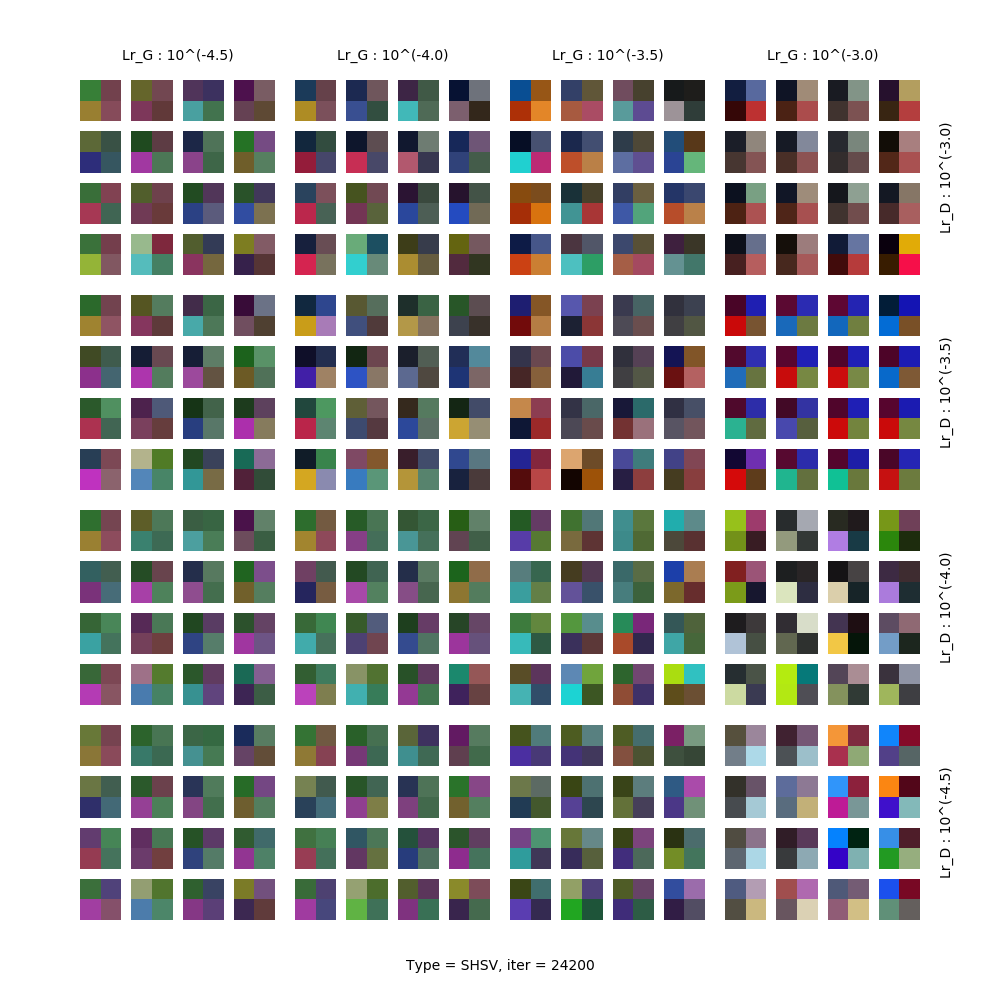 Lr_G : 10^(-4.5)
Lr_G : 10^(-4.0)
Lr_G : 10^(-3.5)
Lr_G : 10^(-3.0)
Lr_D : 10^(-3.0)
Lr_D : 10^(-3.5)
Lr_D : 10^(-4.0)
Lr_D : 10^(-4.5)
Type = SHSV, iter = 24200